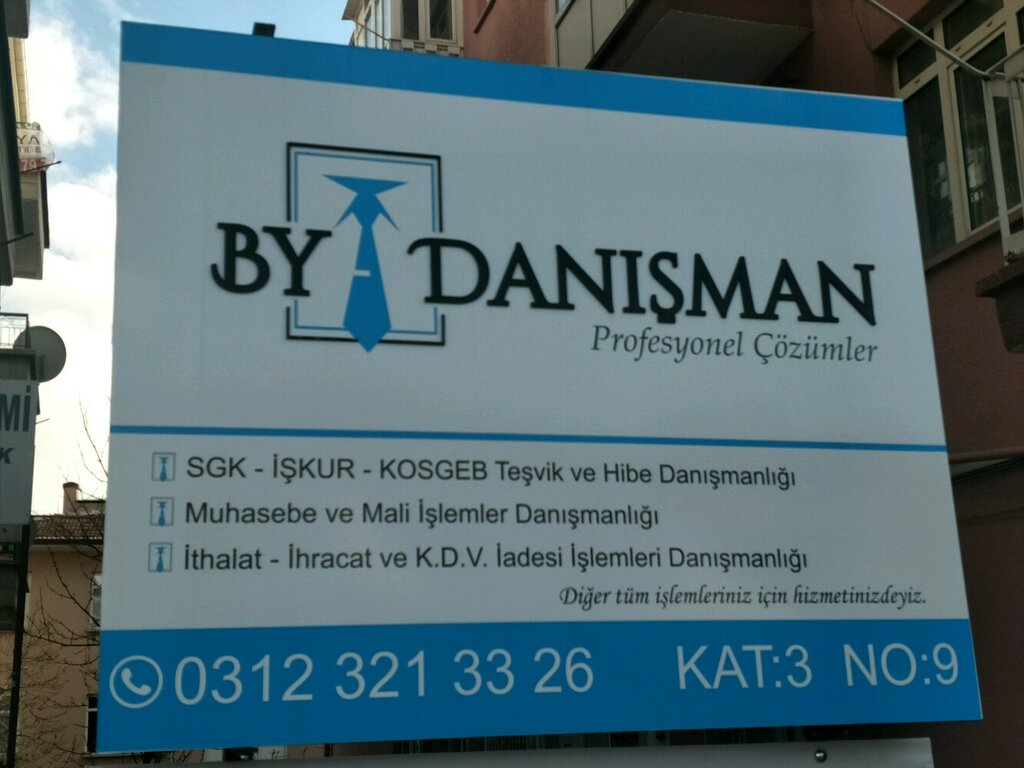 BY DANIŞMAN
Profesyonel Çözümler
SGK - İŞKUR - KOSGEB Teşvik ve Hibe Danışmanlığı
Muhasebe ve Mali İşlemler Danışmanlığı
İthalat - İhracat ve K.D.V. İadesi İşlemleri Danışmanlığı
Diğer tüm işlemleriniz için hizmetinizdeyiz.
0312 321 33 26 KAT:3 NO:9